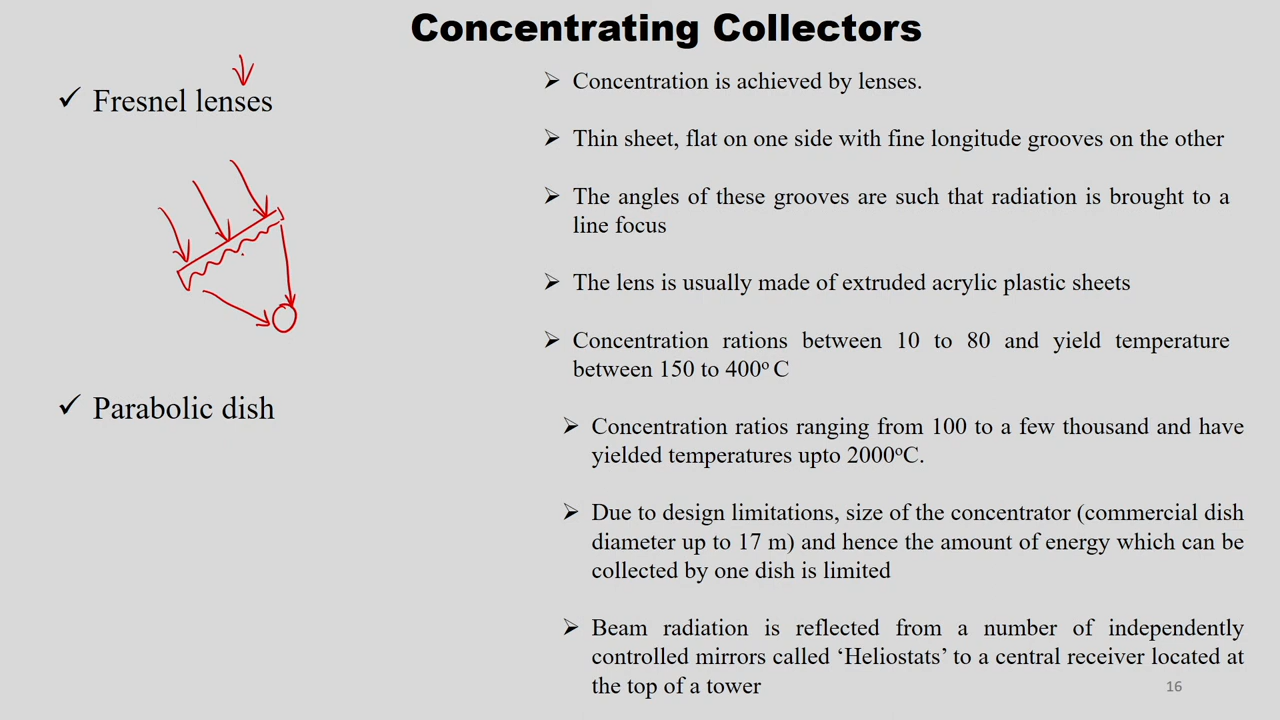 Concentrating Collectors
✓ Fresnel lenses
➢ Concentration is achieved by lenses.
➢ Thin sheet, flat on one side with fine longitude grooves on the other
➢ The angles of these grooves are such that radiation is brought to a
line focus
➢ The lens is usually made of extruded acrylic plastic sheets
➢ Concentration rations between 10 to 80 and yield temperature
between 150 to 400º C
✓ Parabolic dish
➢ Concentration ratios ranging from 100 to a few thousand and have
yielded temperatures upto 2000ºC.
➢ Due to design limitations, size of the concentrator (commercial dish
diameter up to 17 m) and hence the amount of energy which can be
collected by one dish is limited
➢ Beam radiation is reflected from a number of independently
controlled mirrors called ‘Heliostats’ to a central receiver located at
the top of a tower
16